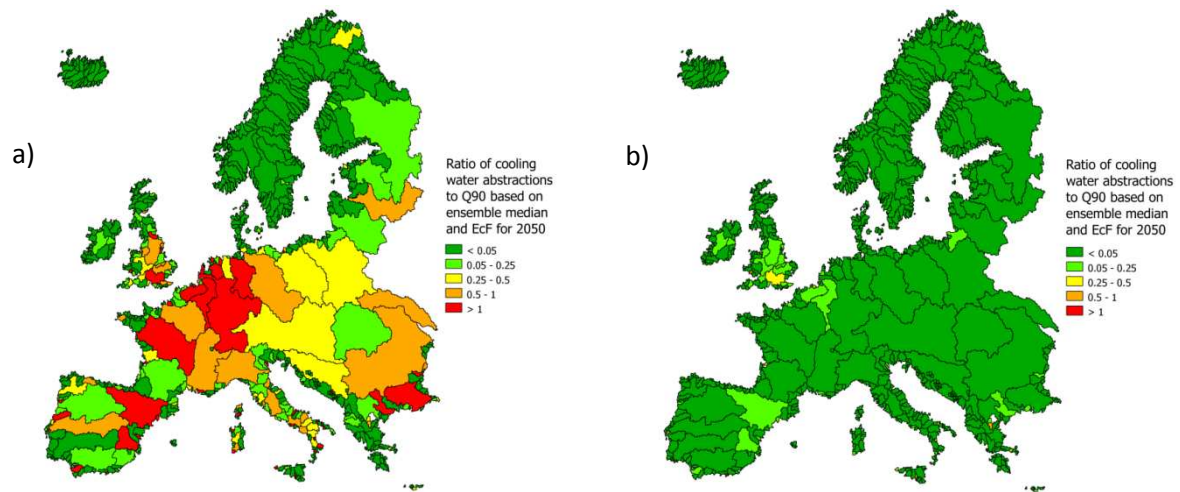 a)
Ratio of cooling
water abstractions
to Q90 based on
ensemble median
and EcF for 2050
< 0.05
0.05 - 0.25
0.25 - 0.5
0.5 - 1
> 1
b)
Ratio of cooling
water abstractions
to Q90 based on
ensemble median
and EcF for 2050
< 0.05
0.05 - 0.25
0.25 - 0.5
0.5 - 1
> 1